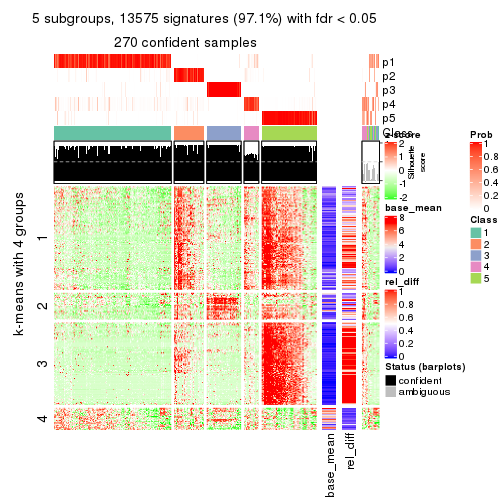 5 subgroups, 13575 signatures (97.1%) with fdr < 0.05
270 confident samples
p1
p2
p3
p4
p5
Class
z-score
2
1
0
-1
-2
Silhouette
score
Prob
1
0.8
0.6
0.4
0.2
0
base_mean
8
6
4
2
0
Class
1
2
3
4
5
rel_diff
1
0.8
0.6
0.4
0.2
0
Status (barplots)
confident
ambiguous
k-means with 4 groups
1
2
3
4
base_mean
rel_diff